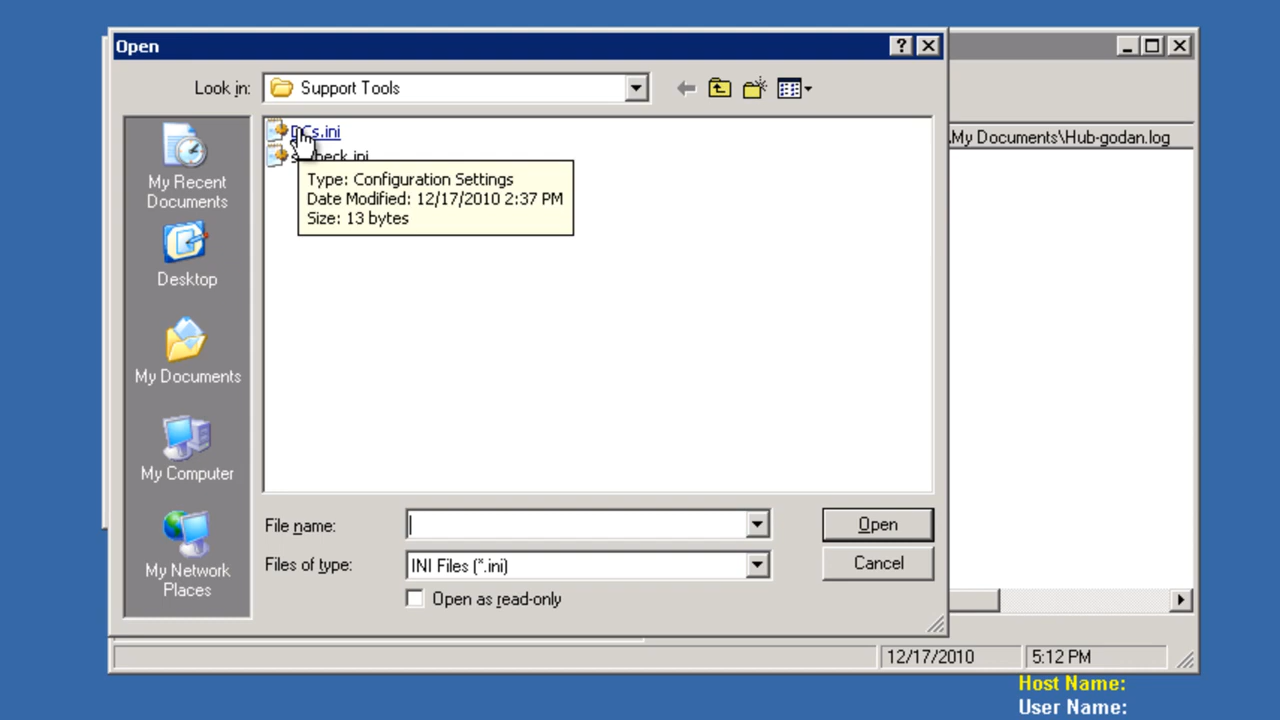 Open
Look in:
Support Tools
My Documents\Hub-godan.log
DCs.ini
Type: Configuration Settings
Date Modified: 12/17/2010 2:37 PM
Size: 13 bytes
My Recent
Documents
Desktop
My Documents
My Computer
My Network
Places
File name:
Open
Files of type:
INI Files (*.ini)
Cancel
Open as read-only
12/17/2010
5:12 PM
Host Name:
User Name: